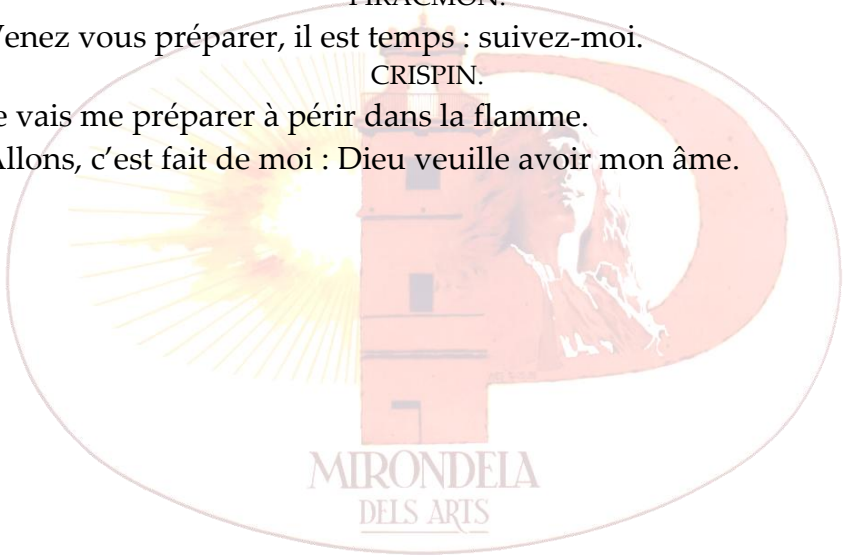 PIRACMON.
Venez vous préparer, il est temps : suivez-moi.
CRISPIN.
e vais me préparer à périr dans la flamme.
Allons, c’est fait de moi : Dieu veuille avoir mon âme.
MIRONDELA
DELS ARTS